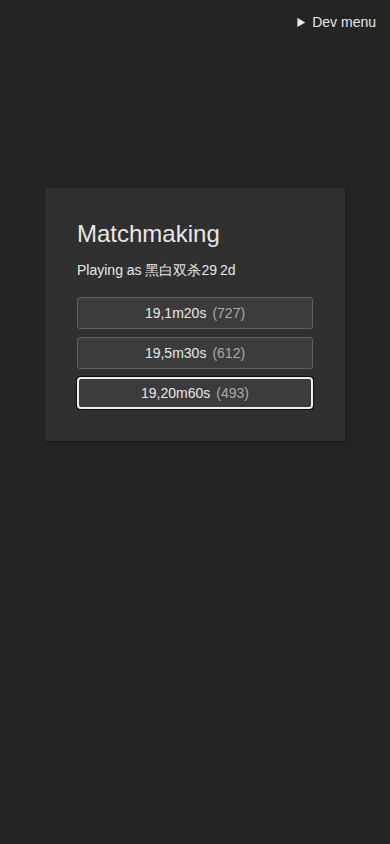 ▶ Dev menu
Matchmaking
Playing as 黑白双杀29 2d
19,1m20s (727)
19,5m30s (612)
19,20m60s (493)